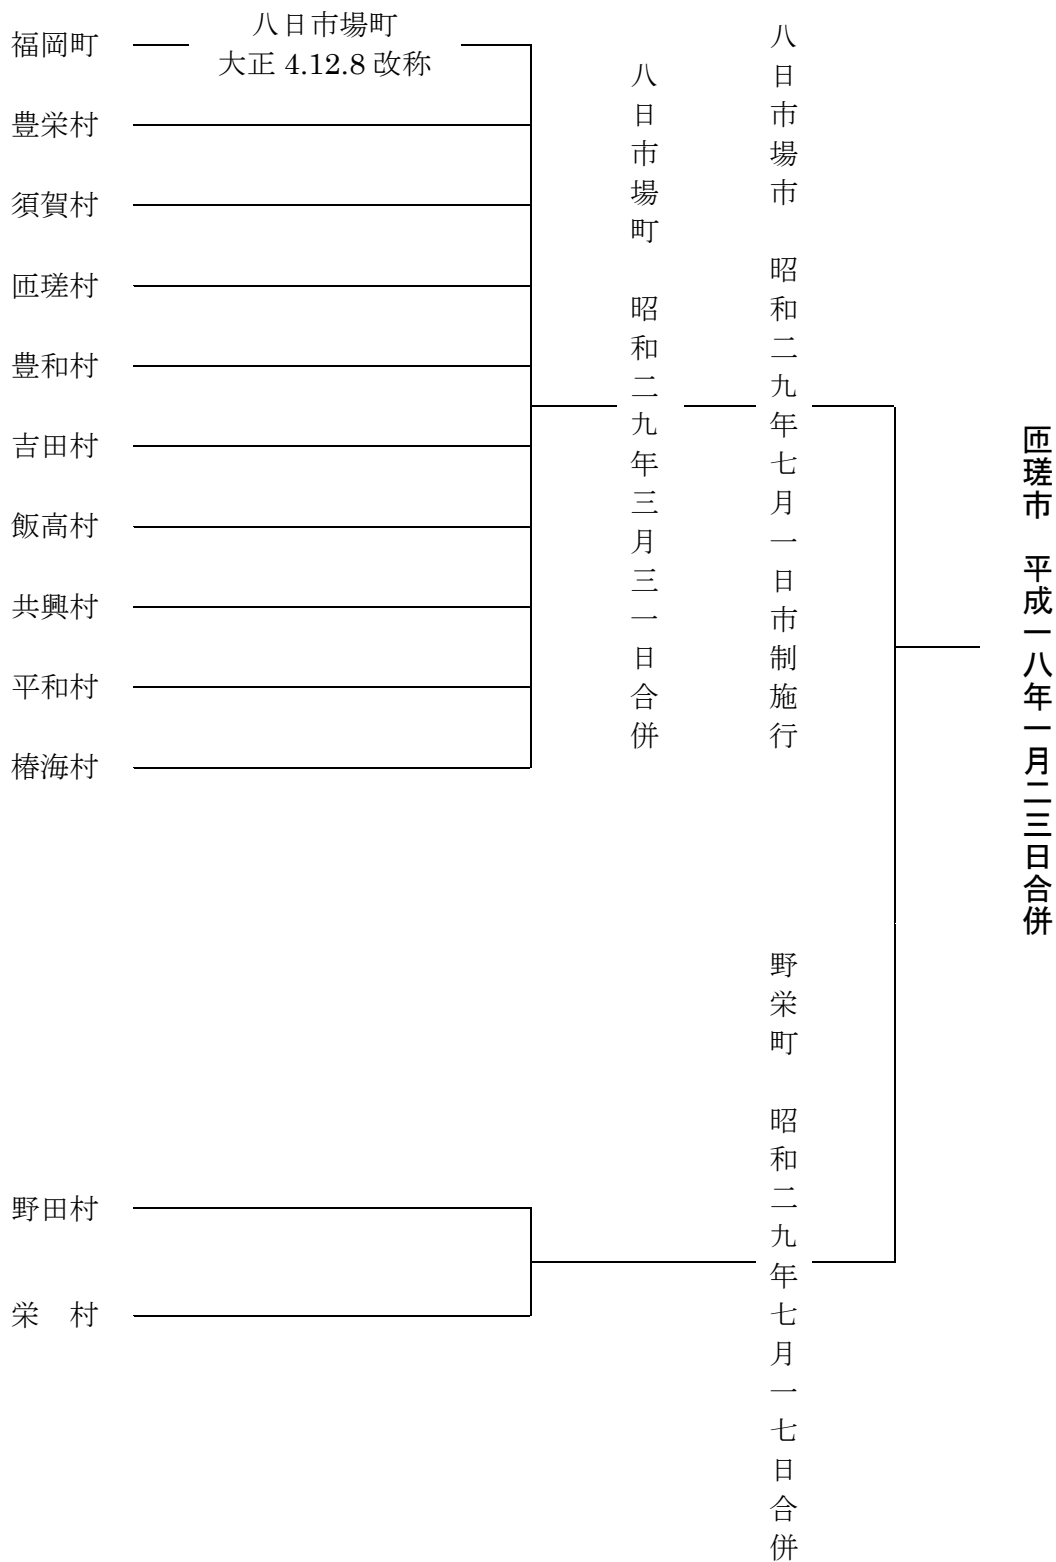 福岡町
八日市場町
大正 4.12.8 改称
豊栄村
須賀村
匝瑳村
豊和村
吉田村
飯高村
共興村
平和村
椿海村
野田村
栄　村
八日市場町　昭和二九年三月三一日合併
八日市場市　昭和二九年七月一日市制施行
野栄町　昭和二九年七月一七日合併
匝瑳市　平成一八年一月二三日合併